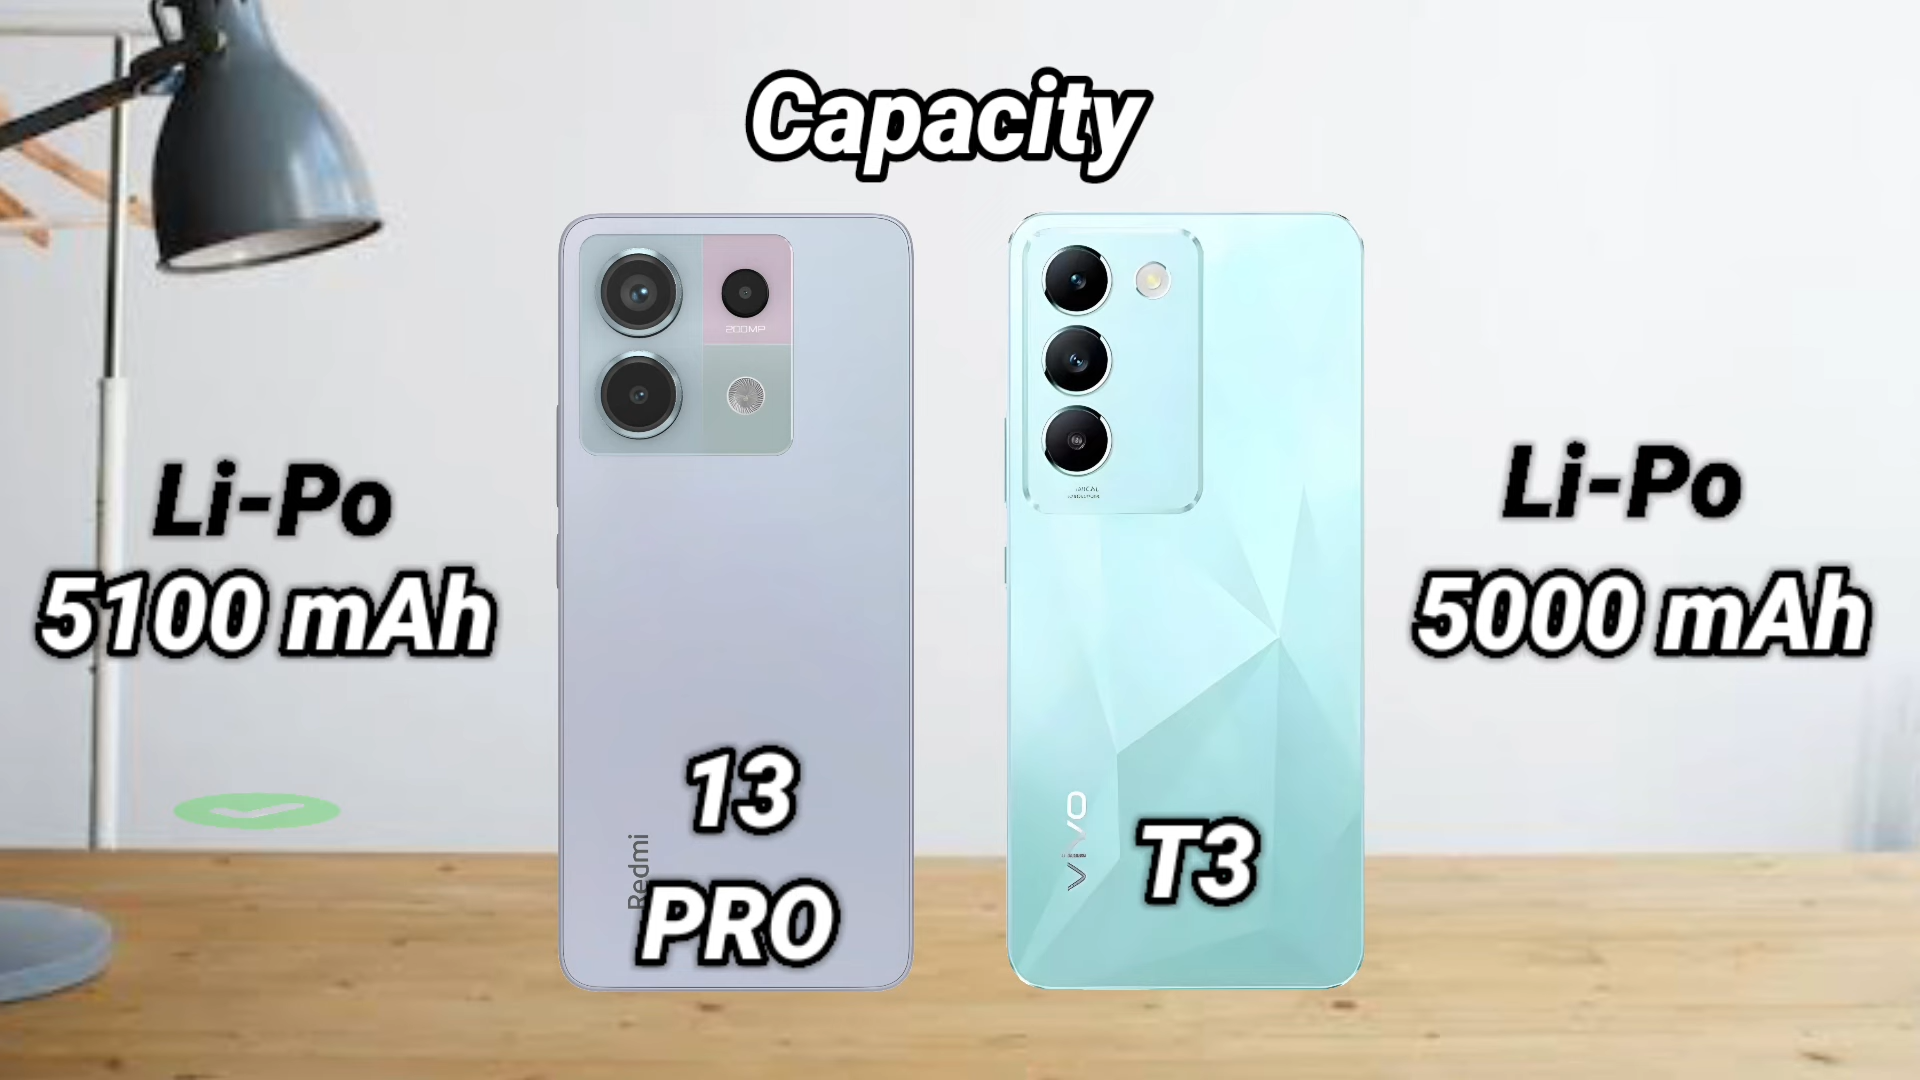 Capacity
200MP
Li-Po
5100 mAh
Li-Po
5000 mAh
13
PRO
Redmi
T3
vivo